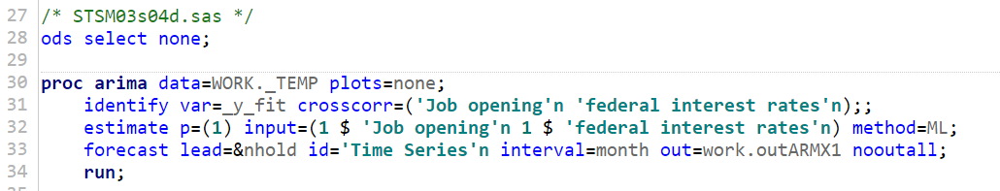 27 /* STSM03s04d.sas */
28 ods select none;
29
30 proc arima data=WORK._TEMP plots=none;
31 identify var=_y_fit crosscorr=('Job opening'n 'federal interest rates'n);;
32 estimate p=(1) input=(1 $ 'Job opening'n 1 $ 'federal interest rates'n) method=ML;
33 forecast lead=&nhold id='Time Series'n interval=month out=work.outARMX1 nooutall;
34 run;